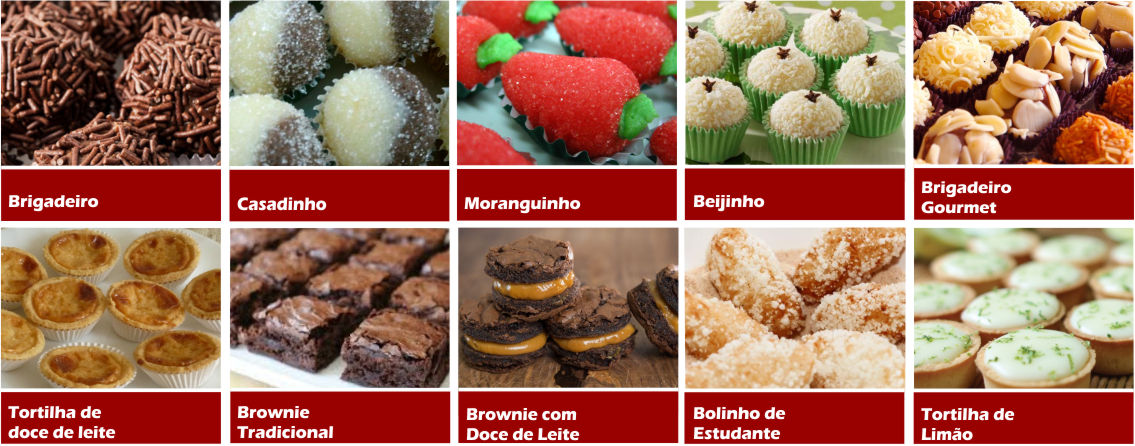 Brigadeiro
Casadinho
Moranguinho
Beijinho
Brigadeiro
Gourmet
Tortilha de
doce de leite
Brownie
Tradicional
Brownie com
Doce de Leite
Bolinho de
Estudante
Tortilha de
Limão